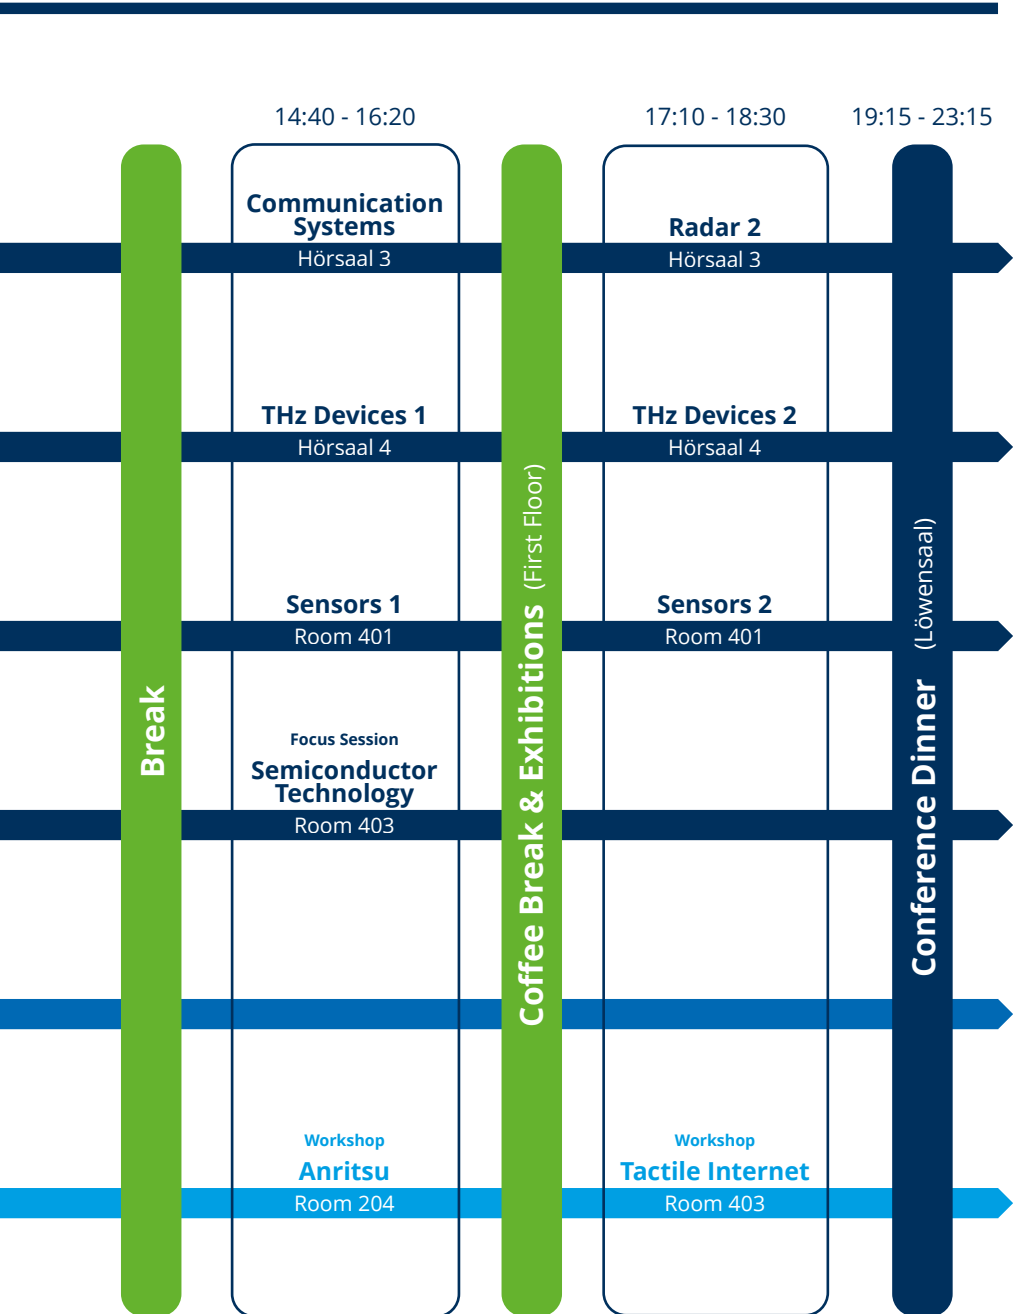 14:40 - 16:20
17:10 - 18:30
19:15 - 23:15
Break
Communication
Systems
Hörsaal 3
THz Devices 1
Hörsaal 4
Sensors 1
Room 401
Focus Session
Semiconductor
Technology
Room 403
Workshop
Anritsu
Room 204
Coffee Break & Exhibitions (First Floor)
Radar 2
Hörsaal 3
THz Devices 2
Hörsaal 4
Sensors 2
Room 401
Workshop
Tactile Internet
Room 403
Conference Dinner (Löwensaal)